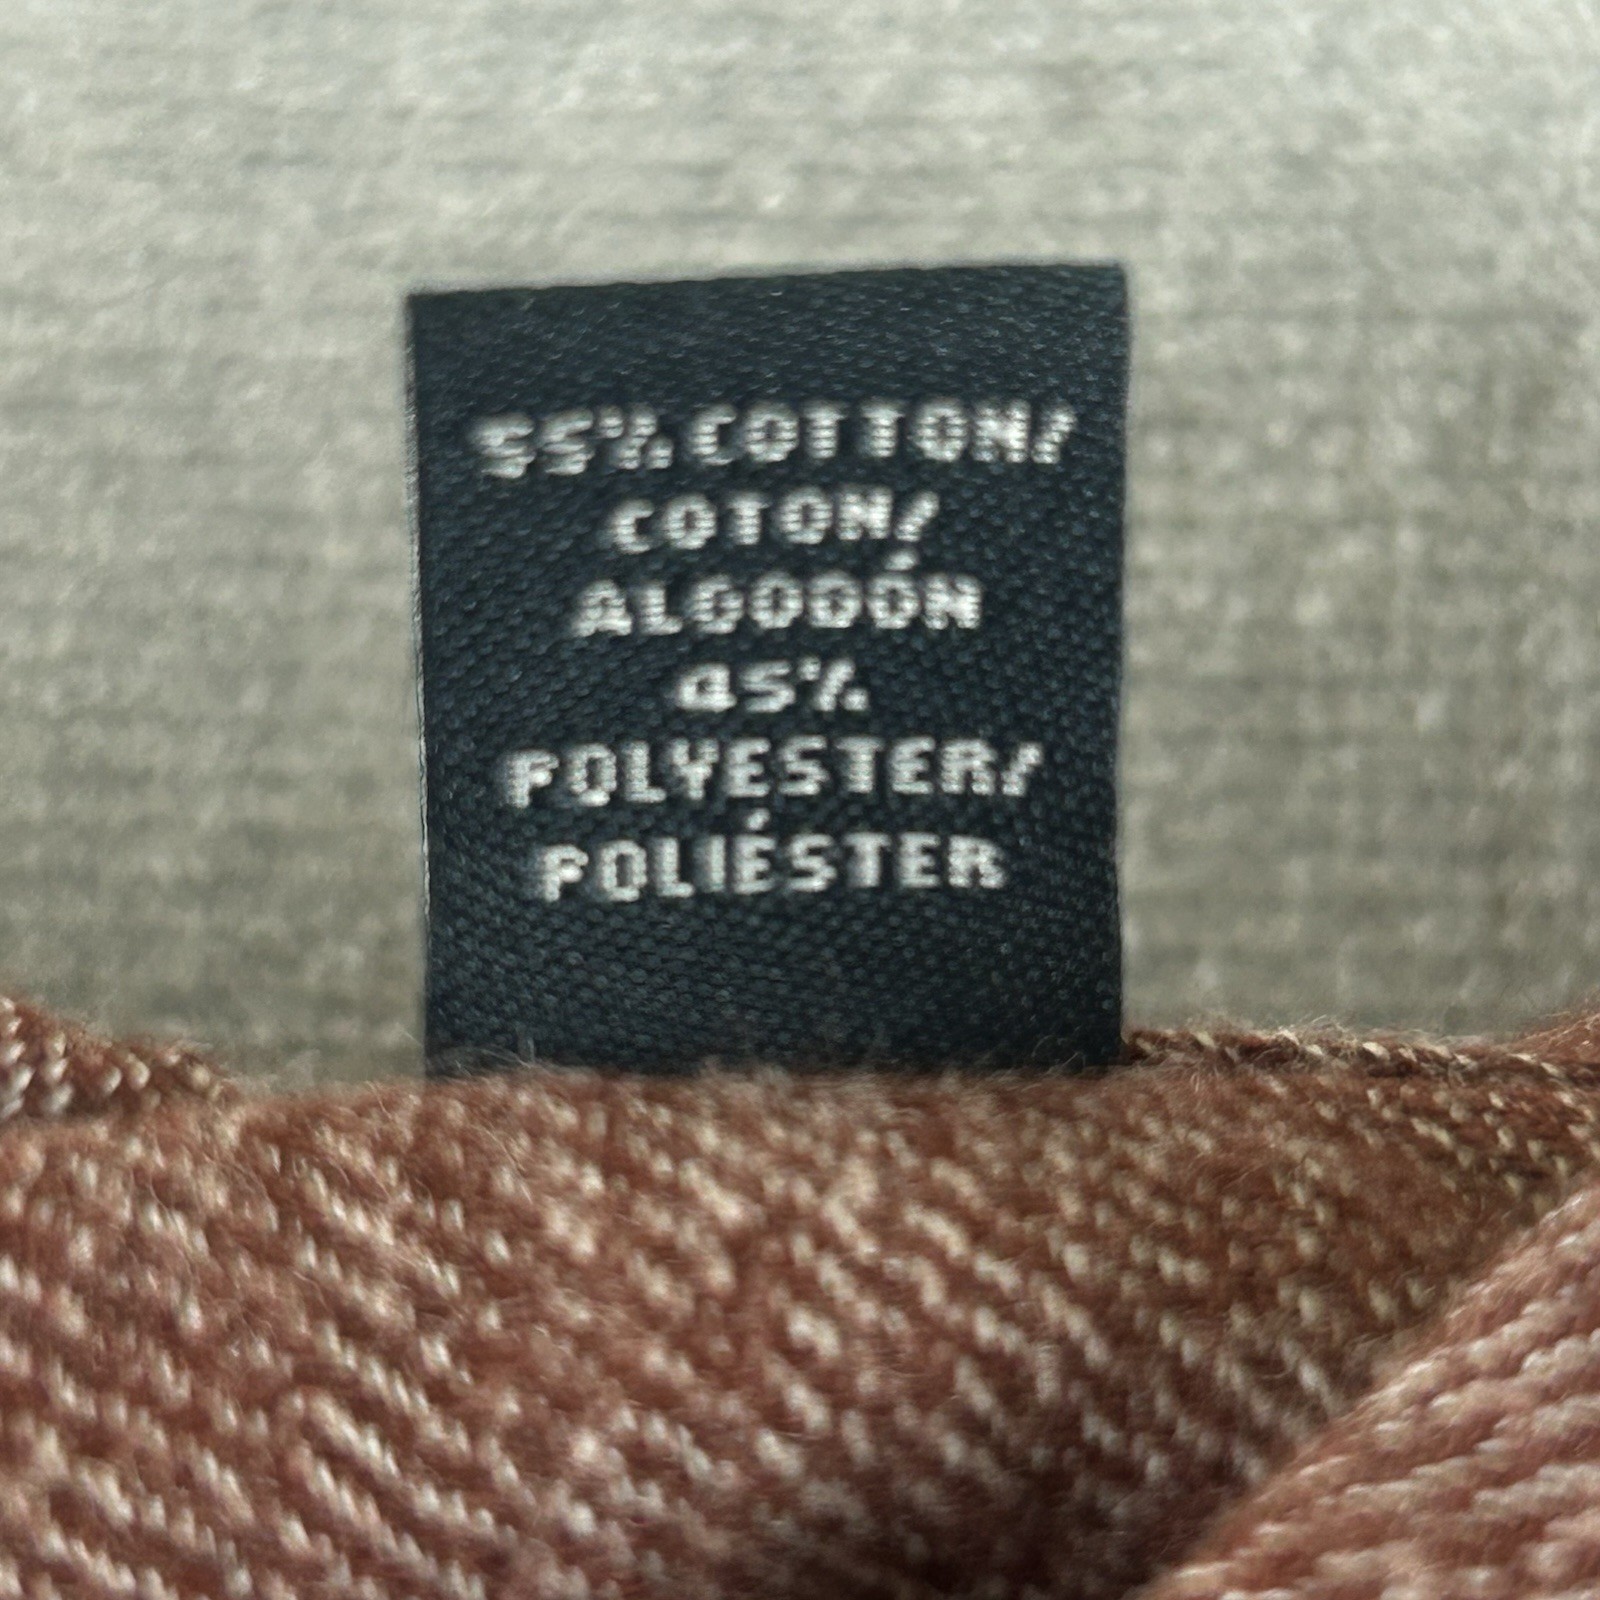 55% COTTON/
COTON/
ALGODÓN
45%
POLYESTER/
POLIÉSTER